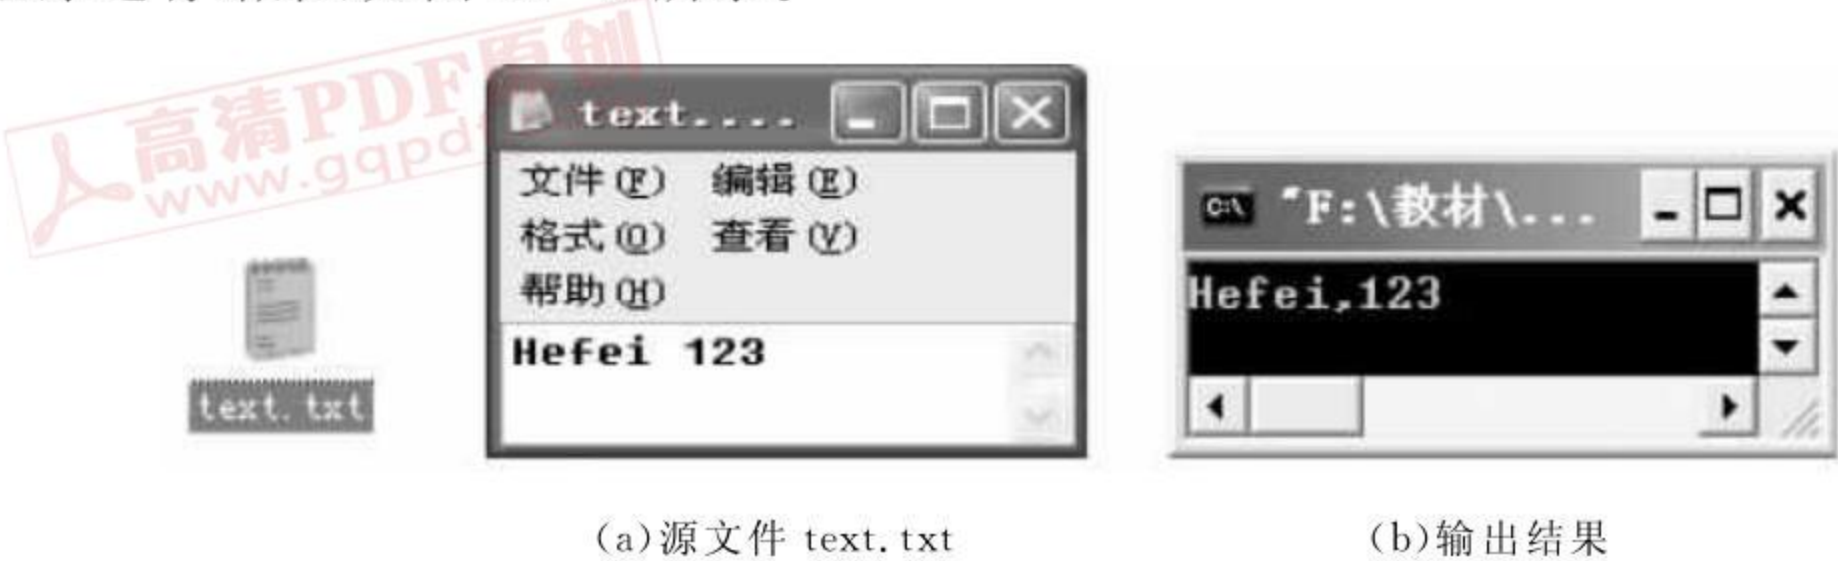 高清PDF原创
www.gqpd
text.txt
text....
文件(F) 编辑(E)
格式(O) 查看(V)
帮助(H)
Hefei 123
C:\ "F:\教材\...
Hefei,123
(a)源文件 text.txt
(b)输出结果